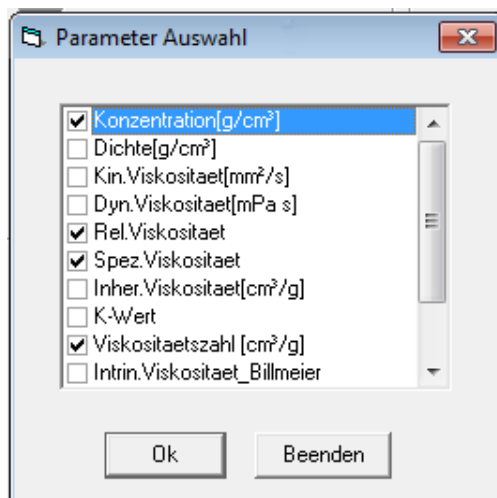 Parameter Auswahl
Konzentration[g/cm³]
Dichte[g/cm³]
Kin.Viskositaet[mm²/s]
Dyn.Viskositaet[mPa s]
Rel.Viskositaet
Spez.Viskositaet
Inher.Viskositaet[cm³/g]
K-Wert
Viskositaetszahl [cm³/g]
Intrin.Viskositaet_Billmeier
Ok Beenden